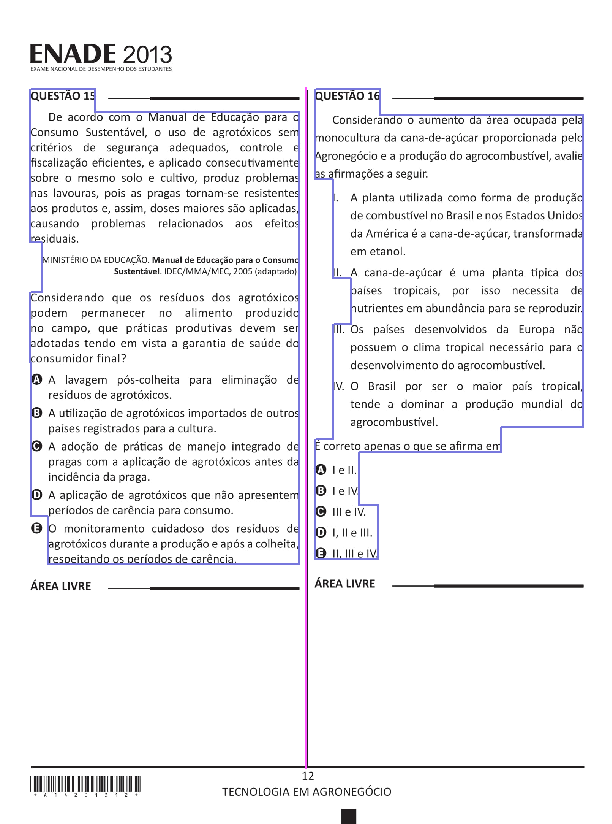 ENADE 2013
EXAME NACIONAL DE DESEMPENHO DOS ESTUDANTES
QUESTÃO 15
De acordo com o Manual de Educação para o
Consumo Sustentável, o uso de agrotóxicos sem
critérios de segurança adequados, controle e
fiscalização eficientes, e aplicado consecutivamente
sobre o mesmo solo e cultivo, produz problemas
nas lavouras, pois as pragas tornam-se resistentes
aos produtos e, assim, doses maiores são aplicadas,
causando problemas relacionados aos efeitos
residuais.
MINISTÉRIO DA EDUCAÇÃO. Manual de Educação para o Consumo
Sustentável. IDEC/MMA/MEC, 2005 (adaptado)
Considerando que os resíduos dos agrotóxicos
podem permanecer no alimento produzido
no campo, que práticas produtivas devem ser
adotadas tendo em vista a garantia de saúde do
consumidor final?
A A lavagem pós-colheita para eliminação de
resíduos de agrotóxicos.
B A utilização de agrotóxicos importados de outros
países registrados para a cultura.
C A adoção de práticas de manejo integrado de
pragas com a aplicação de agrotóxicos antes da
incidência da praga.
D A aplicação de agrotóxicos que não apresentem
períodos de carência para consumo.
E O monitoramento cuidadoso dos resíduos de
agrotóxicos durante a produção e após a colheita,
respeitando os períodos de carência.
ÁREA LIVRE
QUESTÃO 16
Considerando o aumento da área ocupada pela
monocultura da cana-de-açúcar proporcionada pelo
Agronegócio e a produção do agrocombustível, avalie
as afirmações a seguir.
I. A planta utilizada como forma de produção
de combustível no Brasil e nos Estados Unidos
da América é a cana-de-açúcar, transformada
em etanol.
II. A cana-de-açúcar é uma planta típica dos
países tropicais, por isso necessita de
nutrientes em abundância para se reproduzir.
III. Os países desenvolvidos da Europa não
possuem o clima tropical necessário para o
desenvolvimento do agrocombustível.
IV. O Brasil por ser o maior país tropical,
tende a dominar a produção mundial do
agrocombustível.
É correto apenas o que se afirma em
A I e II.
B I e IV.
C III e IV.
D I, II e III.
E II, III e IV.
ÁREA LIVRE
12
TECNOLOGIA EM AGRONEGÓCIO